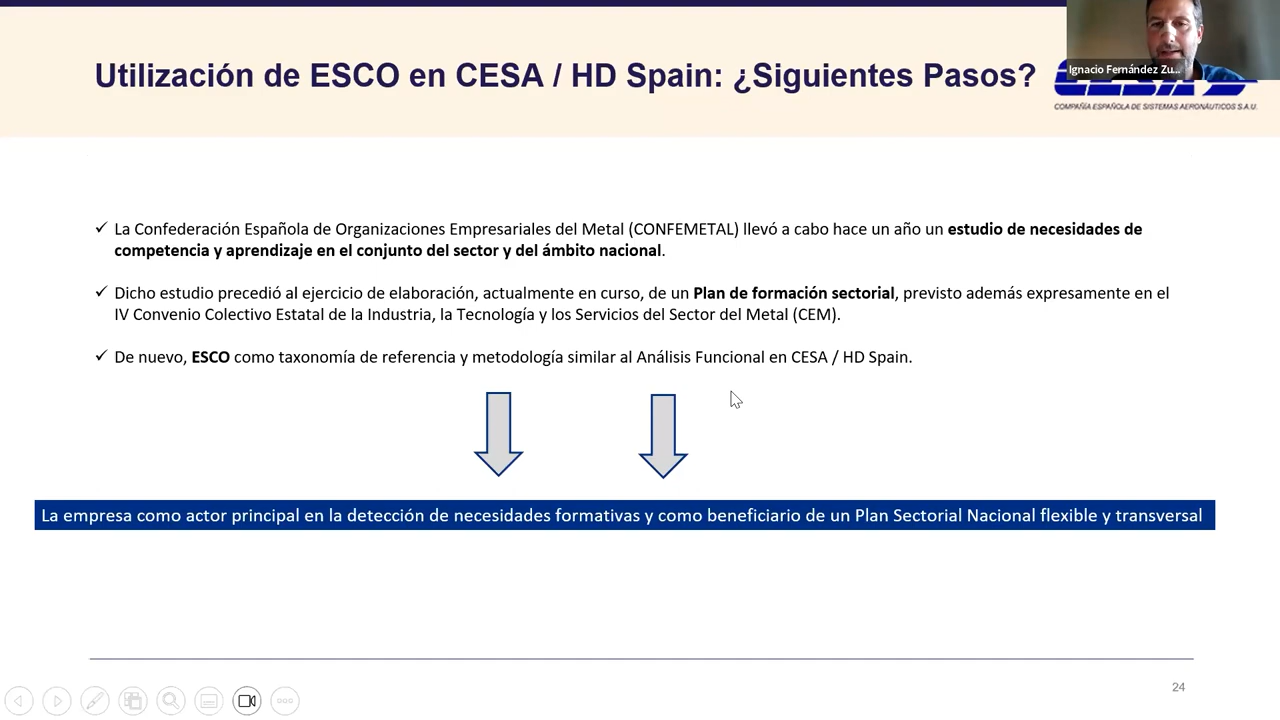 Utilización de ESCO en CESA / HD Spain: ¿Siguientes Pasos?
Ignacio Fernández Zu...
COMPAÑÍA ESPAÑOLA DE SISTEMAS AERONÁUTICOS S.A.U.
✓ La Confederación Española de Organizaciones Empresariales del Metal (CONFEMETAL) llevó a cabo hace un año un estudio de necesidades de
competencia y aprendizaje en el conjunto del sector y del ámbito nacional.
✓ Dicho estudio precedió al ejercicio de elaboración, actualmente en curso, de un Plan de formación sectorial, previsto además expresamente en el
IV Convenio Colectivo Estatal de la Industria, la Tecnología y los Servicios del Sector del Metal (CEM).
✓ De nuevo, ESCO como taxonomía de referencia y metodología similar al Análisis Funcional en CESA / HD Spain.
La empresa como actor principal en la detección de necesidades formativas y como beneficiario de un Plan Sectorial Nacional flexible y transversal
24